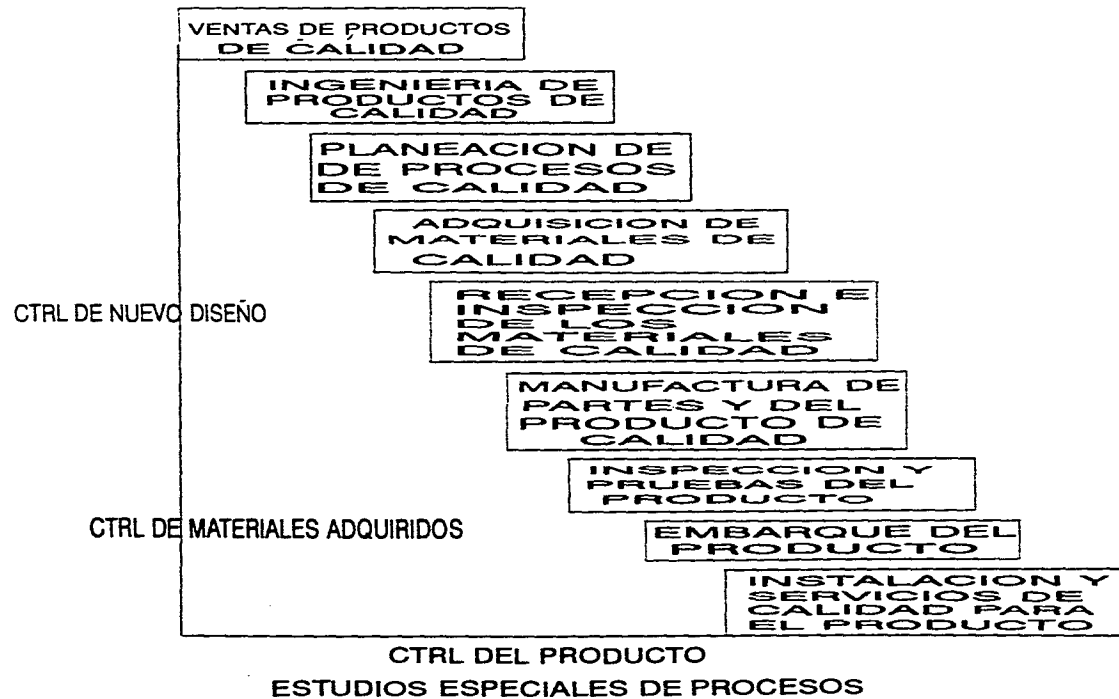 VENTAS DE PRODUCTOS
DE CALIDAD
INGENIERIA DE
PRODUCTOS DE
CALIDAD
PLANEACION DE
DE PROCESOS
DE CALIDAD
ADQUISICION DE
MATERIALES DE
CALIDAD
CTRL DE NUEVO DISEÑO
RECEPCION E
INSPECCION
DE LOS
MATERIALES
DE CALIDAD
MANUFACTURA DE
PARTES Y DEL
PRODUCTO DE
CALIDAD
INSPECCION Y
PRUEBAS DEL
PRODUCTO
CTRL DE MATERIALES ADQUIRIDOS
EMBARQUE DEL
PRODUCTO
INSTALACION Y
SERVICIOS DE
CALIDAD PARA
EL PRODUCTO
CTRL DEL PRODUCTO
ESTUDIOS ESPECIALES DE PROCESOS